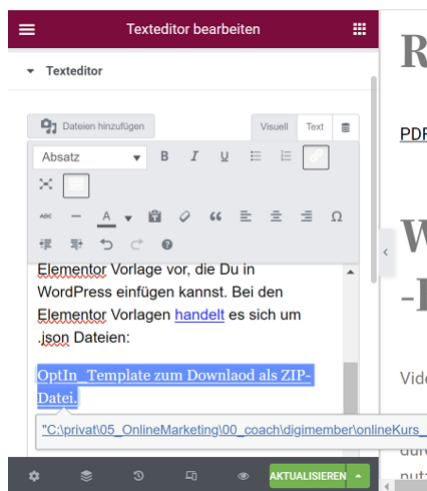 Texteditor bearbeiten
Texteditor
Dateien hinzufügen
Visuell Text
Absatz
B I U
ABC A Ω
Elementor Vorlage vor, die Du in
WordPress einfügen kannst. Bei den
Elementor Vorlagen handelt es sich um
.json Dateien:
OptIn_Template zum Downlaod als ZIP-
Datei.
"C:\privat\05_OnlineMarketing\00_coach\digimember\onlineKurs_
AKTUALISIEREN
R
PDF
W
Vide